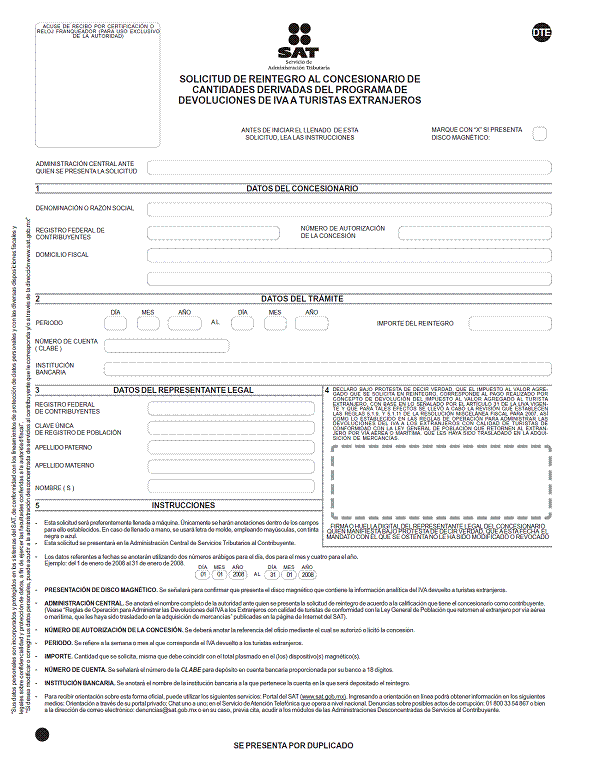 ACUSE DE RECIBO POR CERTIFICACIÓN O
RELOJ FRANQUEADOR (PARA USO EXCLUSIVO
DE LA AUTORIDAD)
SAT
Servicio de
Administración Tributaria
DTE
SOLICITUD DE REINTEGRO AL CONCESIONARIO DE
CANTIDADES DERIVADAS DEL PROGRAMA DE
DEVOLUCIONES DE IVA A TURISTAS EXTRANJEROS
ANTES DE INICIAR EL LLENADO DE ESTA
SOLICITUD, LEA LAS INSTRUCCIONES
MARQUE CON "X" SI PRESENTA
DISCO MAGNÉTICO:
ADMINISTRACIÓN CENTRAL ANTE
QUIEN SE PRESENTA LA SOLICITUD
1 DATOS DEL CONCESIONARIO
DENOMINACIÓN O RAZÓN SOCIAL
REGISTRO FEDERAL DE
CONTRIBUYENTES
NÚMERO DE AUTORIZACIÓN
DE LA CONCESIÓN
DOMICILIO FISCAL
2 DATOS DEL TRÁMITE
DÍA MES AÑO DÍA MES AÑO
PERIODO AL IMPORTE DEL REINTEGRO
NÚMERO DE CUENTA
( CLABE )
INSTITUCIÓN
BANCARIA
DATOS DEL REPRESENTANTE LEGAL
REGISTRO FEDERAL
DE CONTRIBUYENTES
CLAVE ÚNICA
DE REGISTRO DE POBLACIÓN
APELLIDO PATERNO
APELLIDO MATERNO
NOMBRE ( S )
4 DECLARO BAJO PROTESTA DE DECIR VERDAD, QUE EL IMPUESTO AL VALOR AGRE-
GADO QUE SE SOLICITA EN REINTEGRO, CORRESPONDE AL PAGO REALIZADO POR
CONCEPTO DE DEVOLUCIÓN DEL IMPUESTO AL VALOR AGREGADO AL TURISTA
EXTRANJERO, CON BASE EN LO SEÑALADO POR EL ARTÍCULO 31 DE LA LIVA VIGEN-
TE Y QUE PARA TALES EFECTOS SE LLEVÓ A CABO LA REVISIÓN QUE ESTABLECEN
LAS REGLAS 5.1.9. Y 5.1.11 DE LA RESOLUCIÓN MISCELÁNEA FISCAL PARA 2007, ASÍ
COMO LO ESTABLECIDO EN LAS REGLAS DE OPERACIÓN PARA ADMINISTRAR LAS
DEVOLUCIONES DEL IVA A LOS EXTRANJEROS CON CALIDAD DE TURISTAS DE
CONFORMIDAD CON LA LEY GENERAL DE POBLACIÓN QUE RETORNEN AL EXTRAN-
JERO POR VÍA AÉREA O MARÍTIMA, QUE LES HAYA SIDO TRASLADADO EN LA ADQUI-
SICIÓN DE MERCANCÍAS.
FIRMA O HUELLA DIGITAL DEL REPRESENTANTE LEGAL DEL CONCESIONARIO
QUIEN MANIFIESTA BAJO PROTESTA DE DECIR VERDAD, QUE A ESTA FECHA EL
MANDATO CON EL QUE SE OSTENTA NO LE HA SIDO MODIFICADO O REVOCADO
5 INSTRUCCIONES
- Esta solicitud será preferentemente llenada a máquina. Únicamente se harán anotaciones dentro de los campos
para ello establecidos. En caso de llenado a mano, se usará letra de molde, empleando mayúsculas, con tinta
negra o azul.
- Esta solicitud se presentará en la Administración Central de Servicios Tributarios al Contribuyente.
- Los datos referentes a fechas se anotarán utilizando dos números arábigos para el día, dos para el mes y cuatro para el año.
Ejemplo: del 1 de enero de 2008 al 31 de enero de 2008.
DÍA MES AÑO DÍA MES AÑO
01 01 2008 AL 31 01 2008
- PRESENTACIÓN DE DISCO MAGNÉTICO. Se señalará para confirmar que presenta el disco magnético que contiene la información analítica del IVA devuelto a turistas extranjeros.
- ADMINISTRACIÓN CENTRAL. Se anotará el nombre completo de la autoridad ante quien se presenta la solicitud de reintegro de acuerdo a la calificación que tiene el concesionario como contribuyente.
(Véase "Reglas de Operación para Administrar las Devoluciones del IVA a los Extranjeros con calidad de turistas de conformidad con la Ley General de Población que retornen al extranjero por vía aérea
o marítima, que les haya sido trasladado en la adquisición de mercancías" publicadas en la página de Internet del SAT).
- NÚMERO DE AUTORIZACIÓN DE LA CONCESIÓN. Se deberá anotar la referencia del oficio mediante el cual se autorizó o licitó la concesión.
- PERIODO. Se refiere a la semana o mes al que corresponde el IVA devuelto a los turistas extranjeros.
- IMPORTE. Cantidad que se solicita, misma que debe coincidir con el total plasmado en el (los) dispositivo(s) magnético(s).
- NÚMERO DE CUENTA. Se señalará el número de la CLABE para depósito en cuenta bancaria proporcionada por su banco a 18 dígitos.
- INSTITUCIÓN BANCARIA. Se anotará el nombre de la institución bancaria a la que pertenece la cuenta en la que será depositado el reintegro.
- Para recibir orientación sobre esta forma oficial, puede utilizar los siguientes servicios: Portal del SAT (www.sat.gob.mx). Ingresando a orientación en línea podrá obtener información en los siguientes
medios: Orientación a través de su portal privado; Chat uno a uno; en el Servicio de Atención Telefónica que opera a nivel nacional. Denuncias sobre posibles actos de corrupción: 01 800 33 54 867 o bien
a la dirección de correo electrónico: denuncias@sat.gob.mx o en su caso, previa cita, acudir a los módulos de las Administraciones Desconcentradas de Servicios al Contribuyente.
SE PRESENTA POR DUPLICADO
"Sus datos personales son incorporados y protegidos en los sistemas del SAT, de conformidad con los lineamientos de protección de datos personales y con las diversas disposiciones fiscales y
legales sobre confidencialidad y protección de datos, a fin de ejercer las facultades conferidas a la autoridad fiscal".
"Si desea modificar o corregir sus datos personales, puede acudir a la administración desconcentrada de servicios al contribuyente que le corresponda y/o a través de la dirección www.sat.gob.mx"